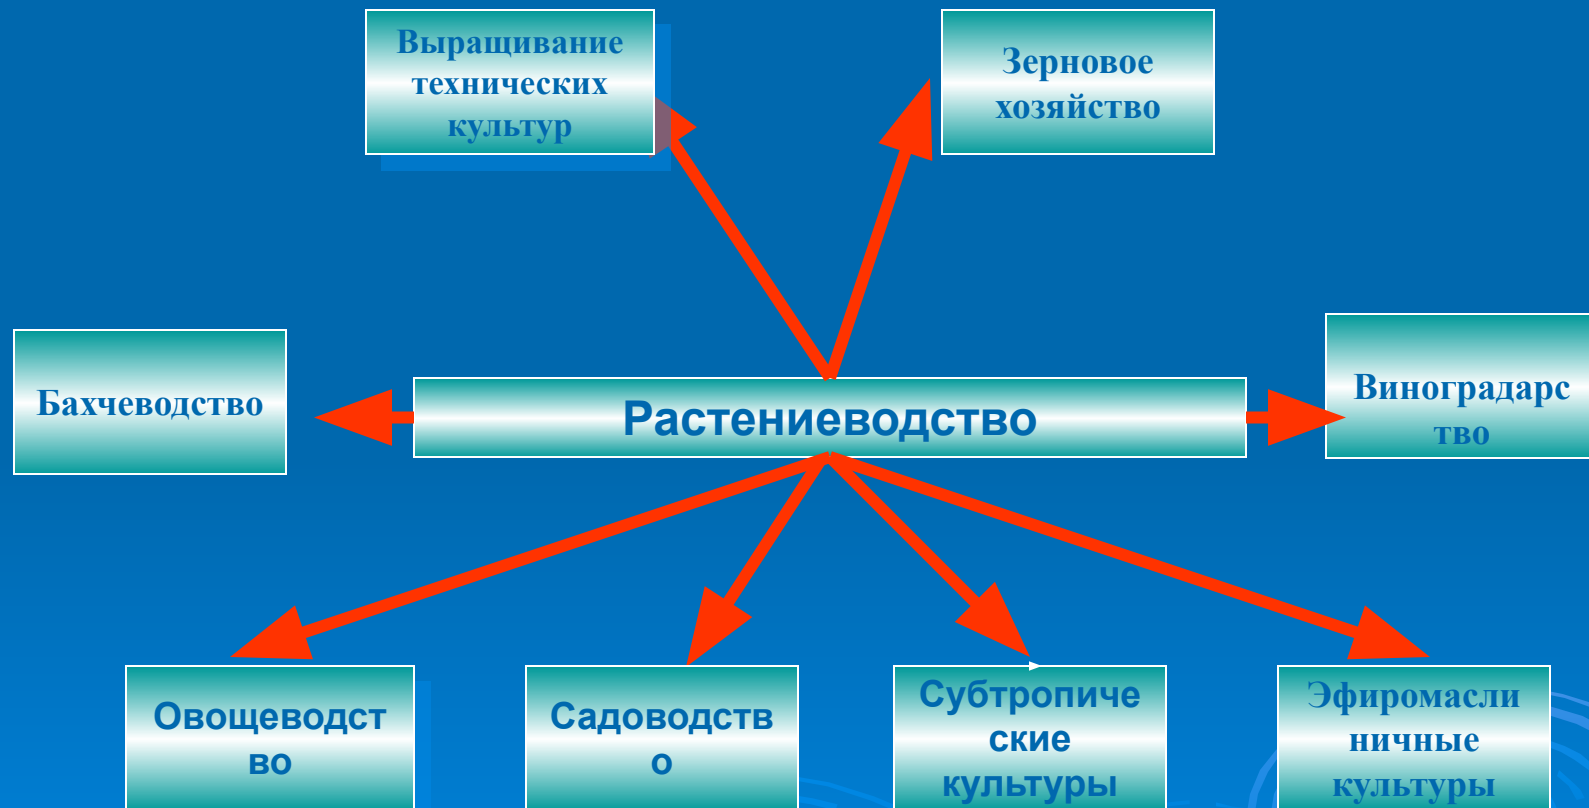 Выращивание
технических
культур
Зерновое
хозяйство
Бахчеводство
Растениеводство
Виноградарс
тво
Овощеводст
во
Садоводств
о
Субтропиче
ские
культуры
Эфиромасли
ничные
культуры